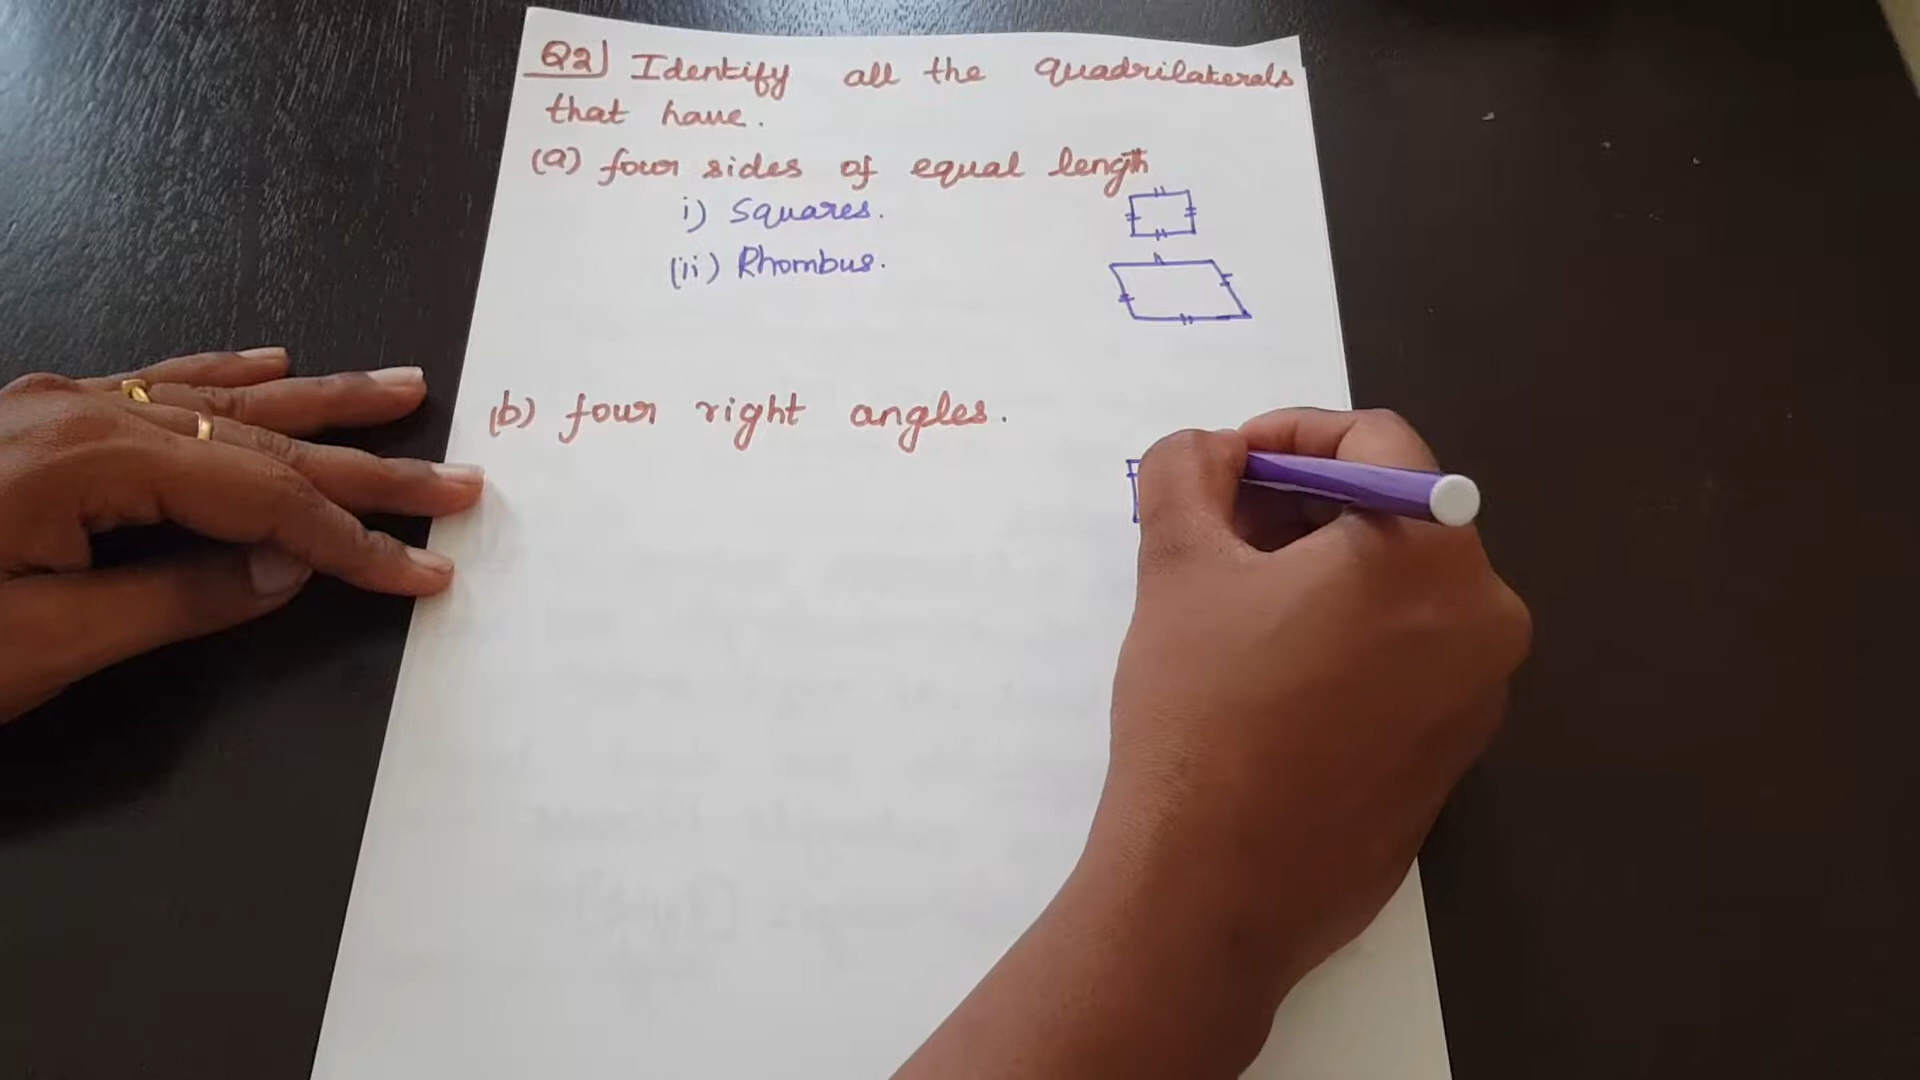 Q2) Identify all the quadrilaterals
that have.
(a) four sides of equal length
i) Squares.
(ii) Rhombus.
(b) four right angles.